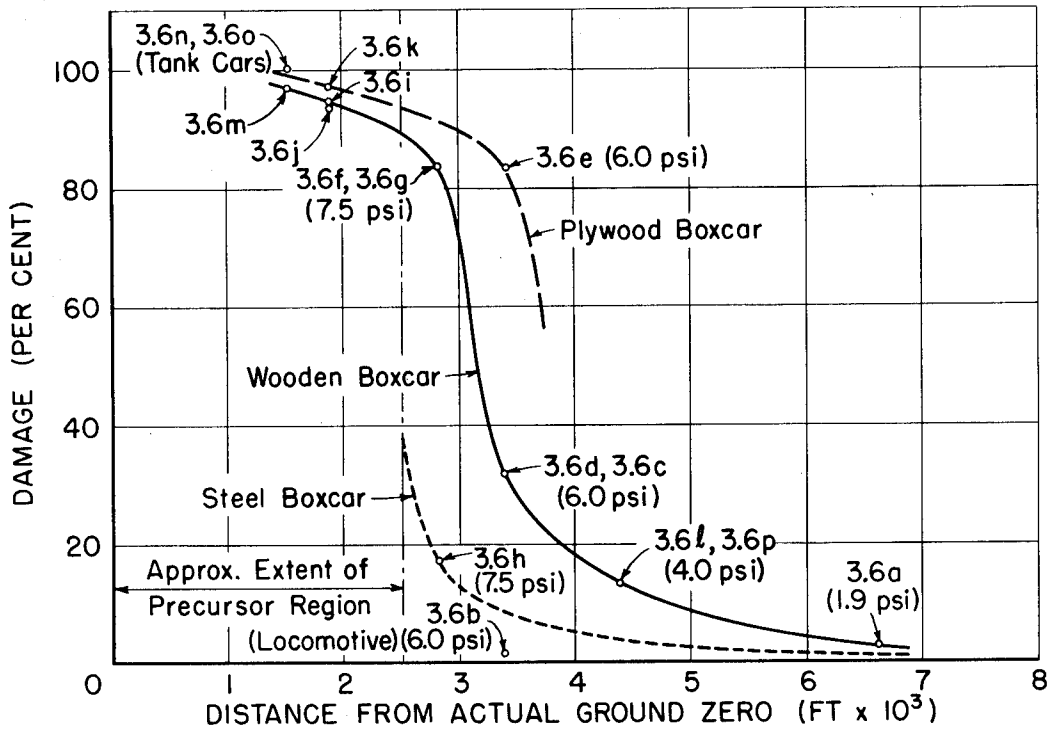 3.6n, 3.6o
(Tank Cars)
3.6k
3.6i
3.6m
3.6j
3.6f, 3.6g
(7.5 psi)
3.6e (6.0 psi)
Plywood Boxcar
Wooden Boxcar
3.6d, 3.6c
(6.0 psi)
Steel Boxcar
3.6h
(7.5 psi)
3.6l, 3.6p
(4.0 psi)
3.6a
(1.9 psi)
Approx. Extent of
Precursor Region
3.6b
(Locomotive) (6.0 psi)
DAMAGE (PER CENT)
100
80
60
40
20
0
0 1 2 3 4 5 6 7 8
DISTANCE FROM ACTUAL GROUND ZERO (FT x 10³)